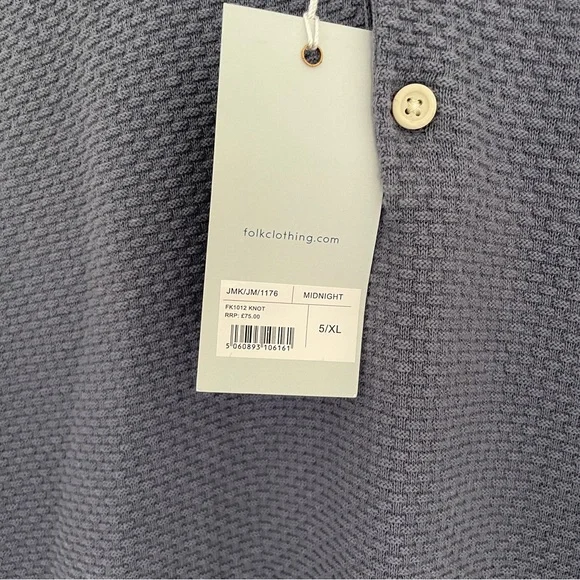 folkclothing.com
JMK/JM/1176 MIDNIGHT
FK1012 KNOT
RRP: £75.00
5/XL
5 060893 106161